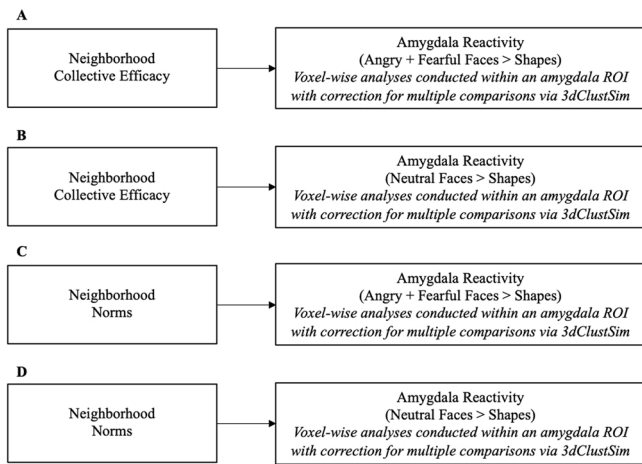 A
Neighborhood
Collective Efficacy
Amygdala Reactivity
(Angry + Fearful Faces > Shapes)
Voxel-wise analyses conducted within an amygdala ROI
with correction for multiple comparisons via 3dClustSim
B
Neighborhood
Collective Efficacy
Amygdala Reactivity
(Neutral Faces > Shapes)
Voxel-wise analyses conducted within an amygdala ROI
with correction for multiple comparisons via 3dClustSim
C
Neighborhood
Norms
Amygdala Reactivity
(Angry + Fearful Faces > Shapes)
Voxel-wise analyses conducted within an amygdala ROI
with correction for multiple comparisons via 3dClustSim
D
Neighborhood
Norms
Amygdala Reactivity
(Neutral Faces > Shapes)
Voxel-wise analyses conducted within an amygdala ROI
with correction for multiple comparisons via 3dClustSim